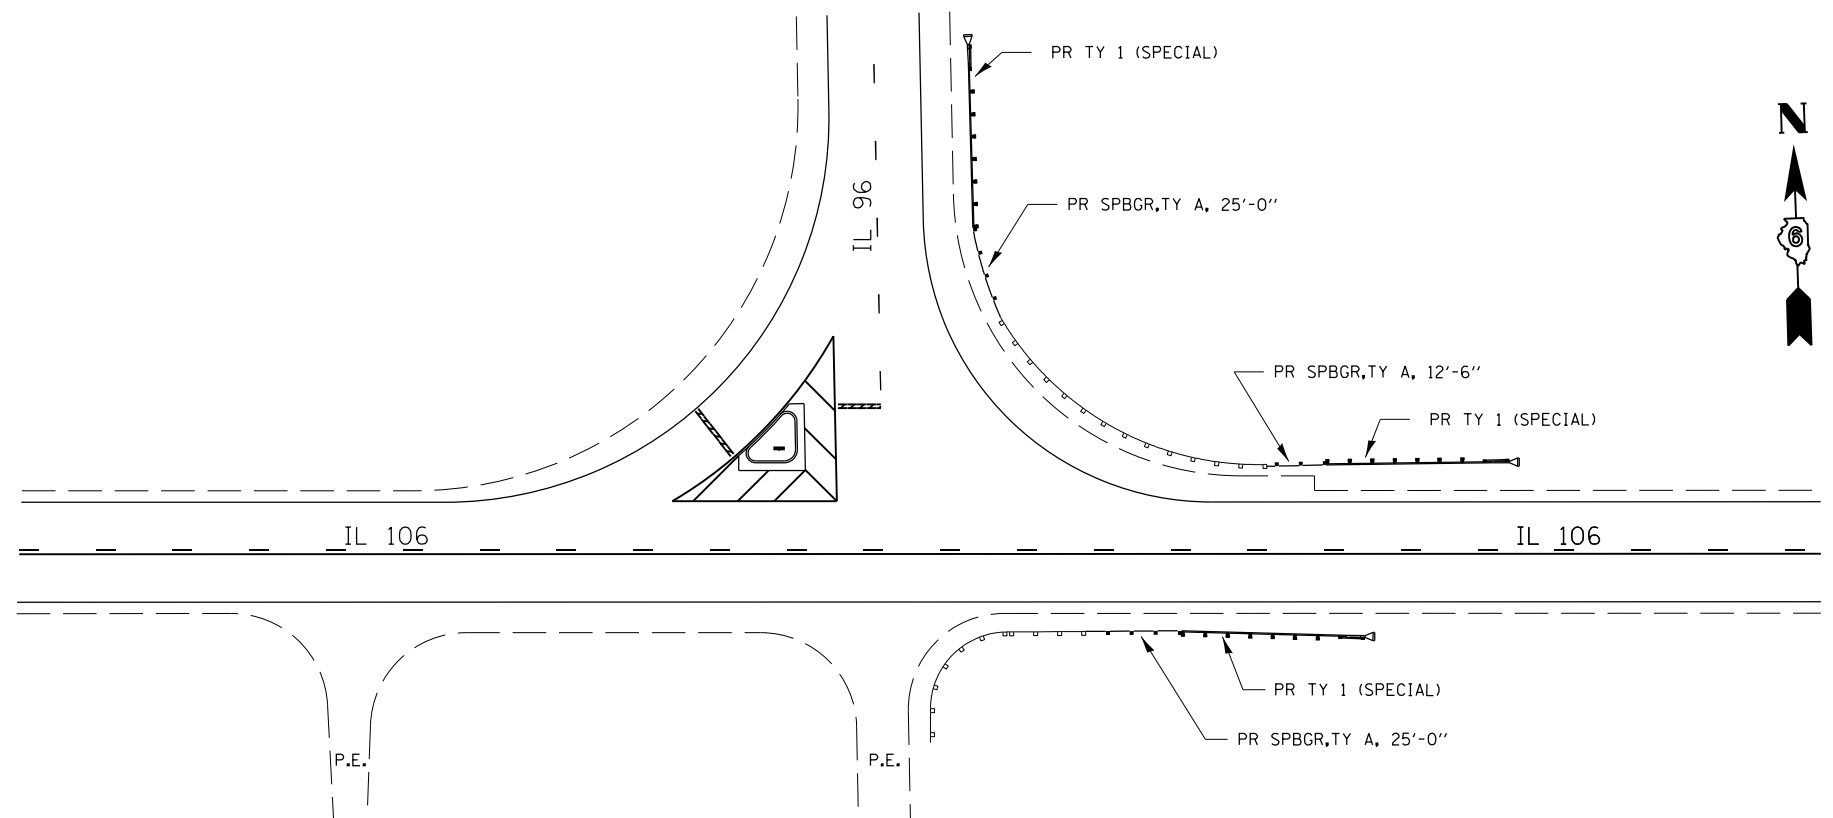 PR TY 1 (SPECIAL)
N
IL 96
PR SPBGR,TY A, 25'-0"
6
PR SPBGR,TY A, 12'-6"
PR TY 1 (SPECIAL)
IL 106
IL 106
PR TY 1 (SPECIAL)
PR SPBGR,TY A, 25'-0"
P.E.
P.E.